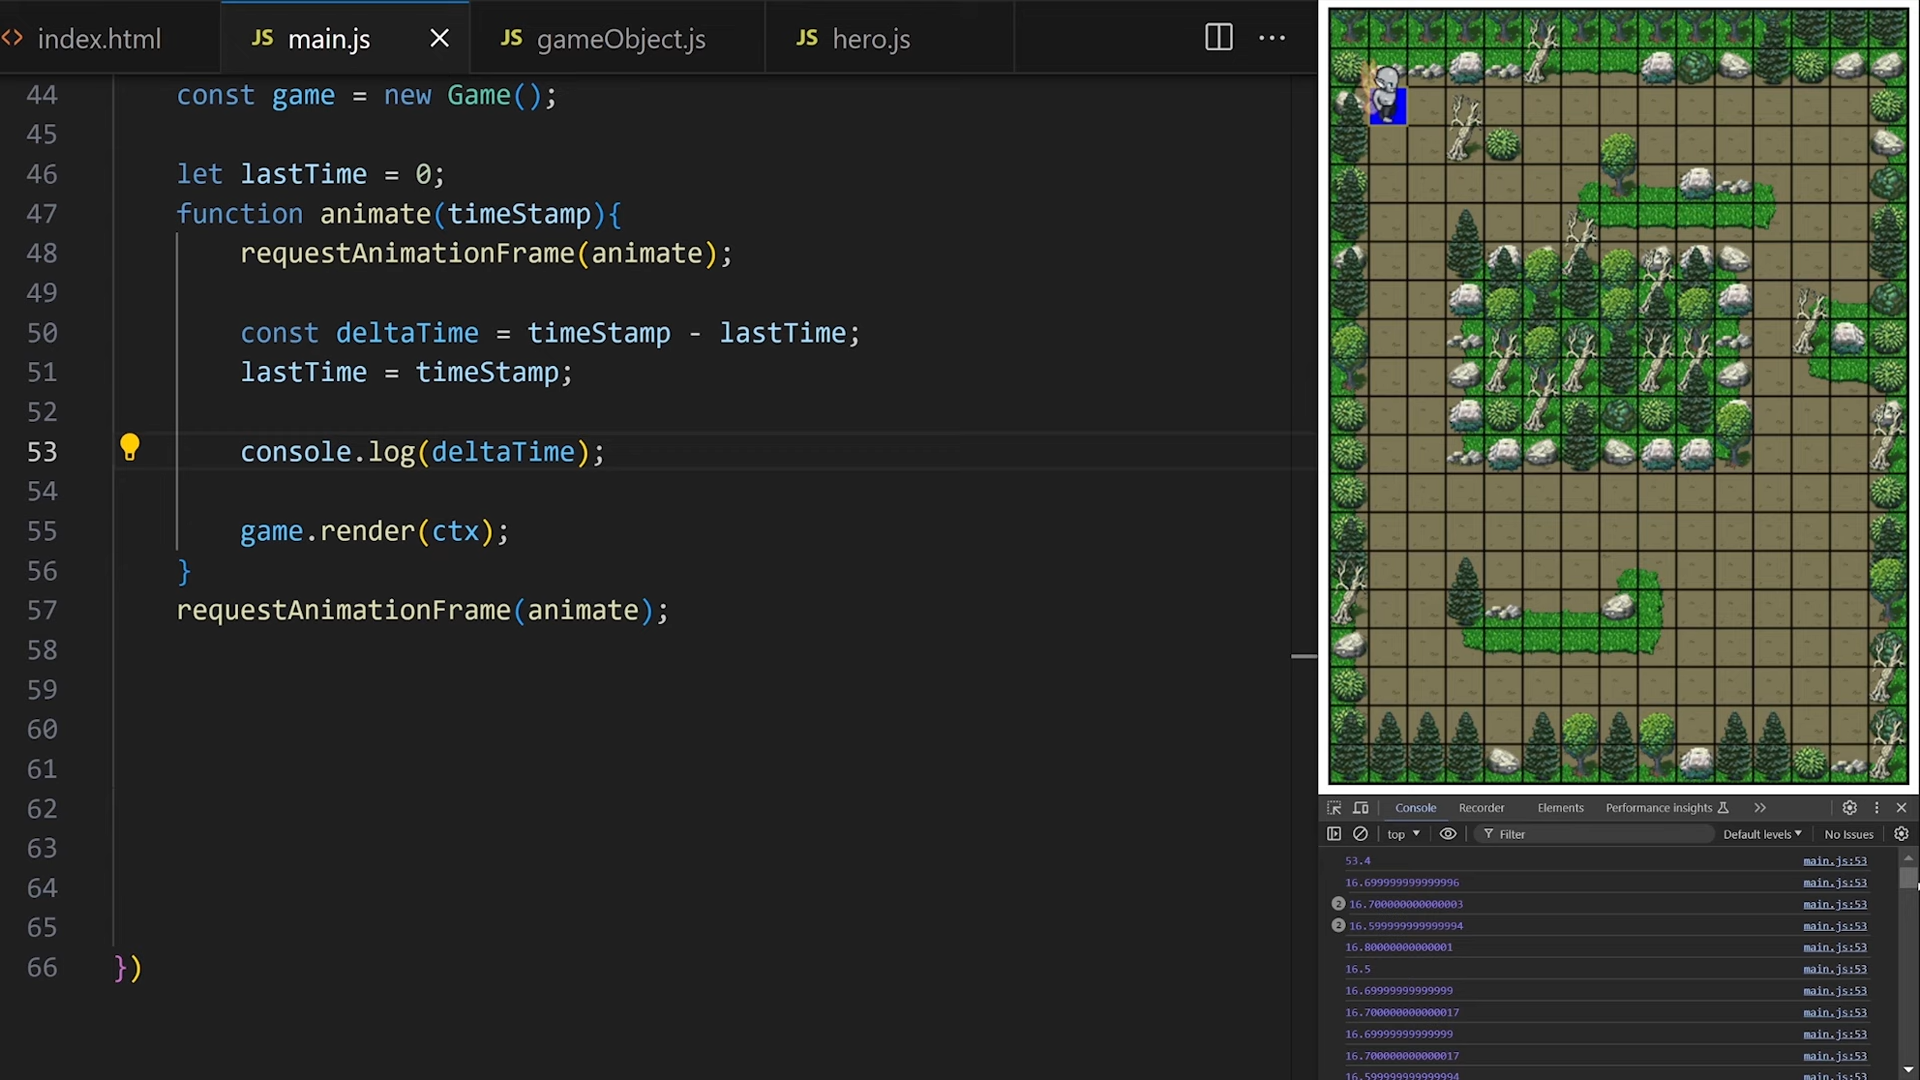 <> index.html
JS main.js
JS gameObject.js
JS hero.js
44 const game = new Game();
45
46 let lastTime = 0;
47 function animate(timeStamp){
48 requestAnimationFrame(animate);
49
50 const deltaTime = timeStamp - lastTime;
51 lastTime = timeStamp;
52
53 console.log(deltaTime);
54
55 game.render(ctx);
56 }
57 requestAnimationFrame(animate);
58
59
60
61
62
63
64
65
66 })
Console Recorder Elements Performance insights
top Filter Default levels No Issues
53.4 main.js:53
16.699999999999996 main.js:53
2 16.700000000000003 main.js:53
2 16.599999999999994 main.js:53
16.80000000000001 main.js:53
16.5 main.js:53
16.69999999999999 main.js:53
16.700000000000017 main.js:53
16.69999999999999 main.js:53
16.700000000000017 main.js:53
16.599999999999994 main.js:53